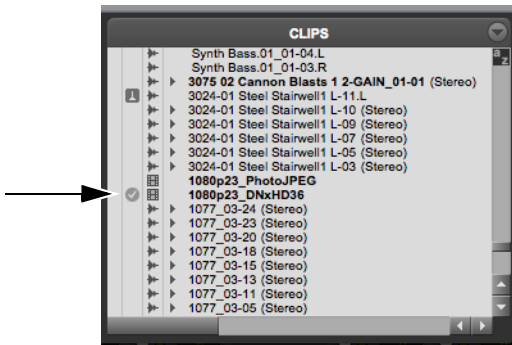 CLIPS
a
z
Synth Bass.01_01-04.L
Synth Bass.01_01-03.R
3075 02 Cannon Blasts 1 2-GAIN_01-01 (Stereo)
3024-01 Steel Stairwell1 L-11.L
3024-01 Steel Stairwell1 L-10 (Stereo)
3024-01 Steel Stairwell1 L-09 (Stereo)
3024-01 Steel Stairwell1 L-07 (Stereo)
3024-01 Steel Stairwell1 L-05 (Stereo)
3024-01 Steel Stairwell1 L-03 (Stereo)
1080p23_PhotoJPEG
1080p23_DNxHD36
1077_03-24 (Stereo)
1077_03-23 (Stereo)
1077_03-20 (Stereo)
1077_03-18 (Stereo)
1077_03-15 (Stereo)
1077_03-13 (Stereo)
1077_03-11 (Stereo)
1077_03-05 (Stereo)